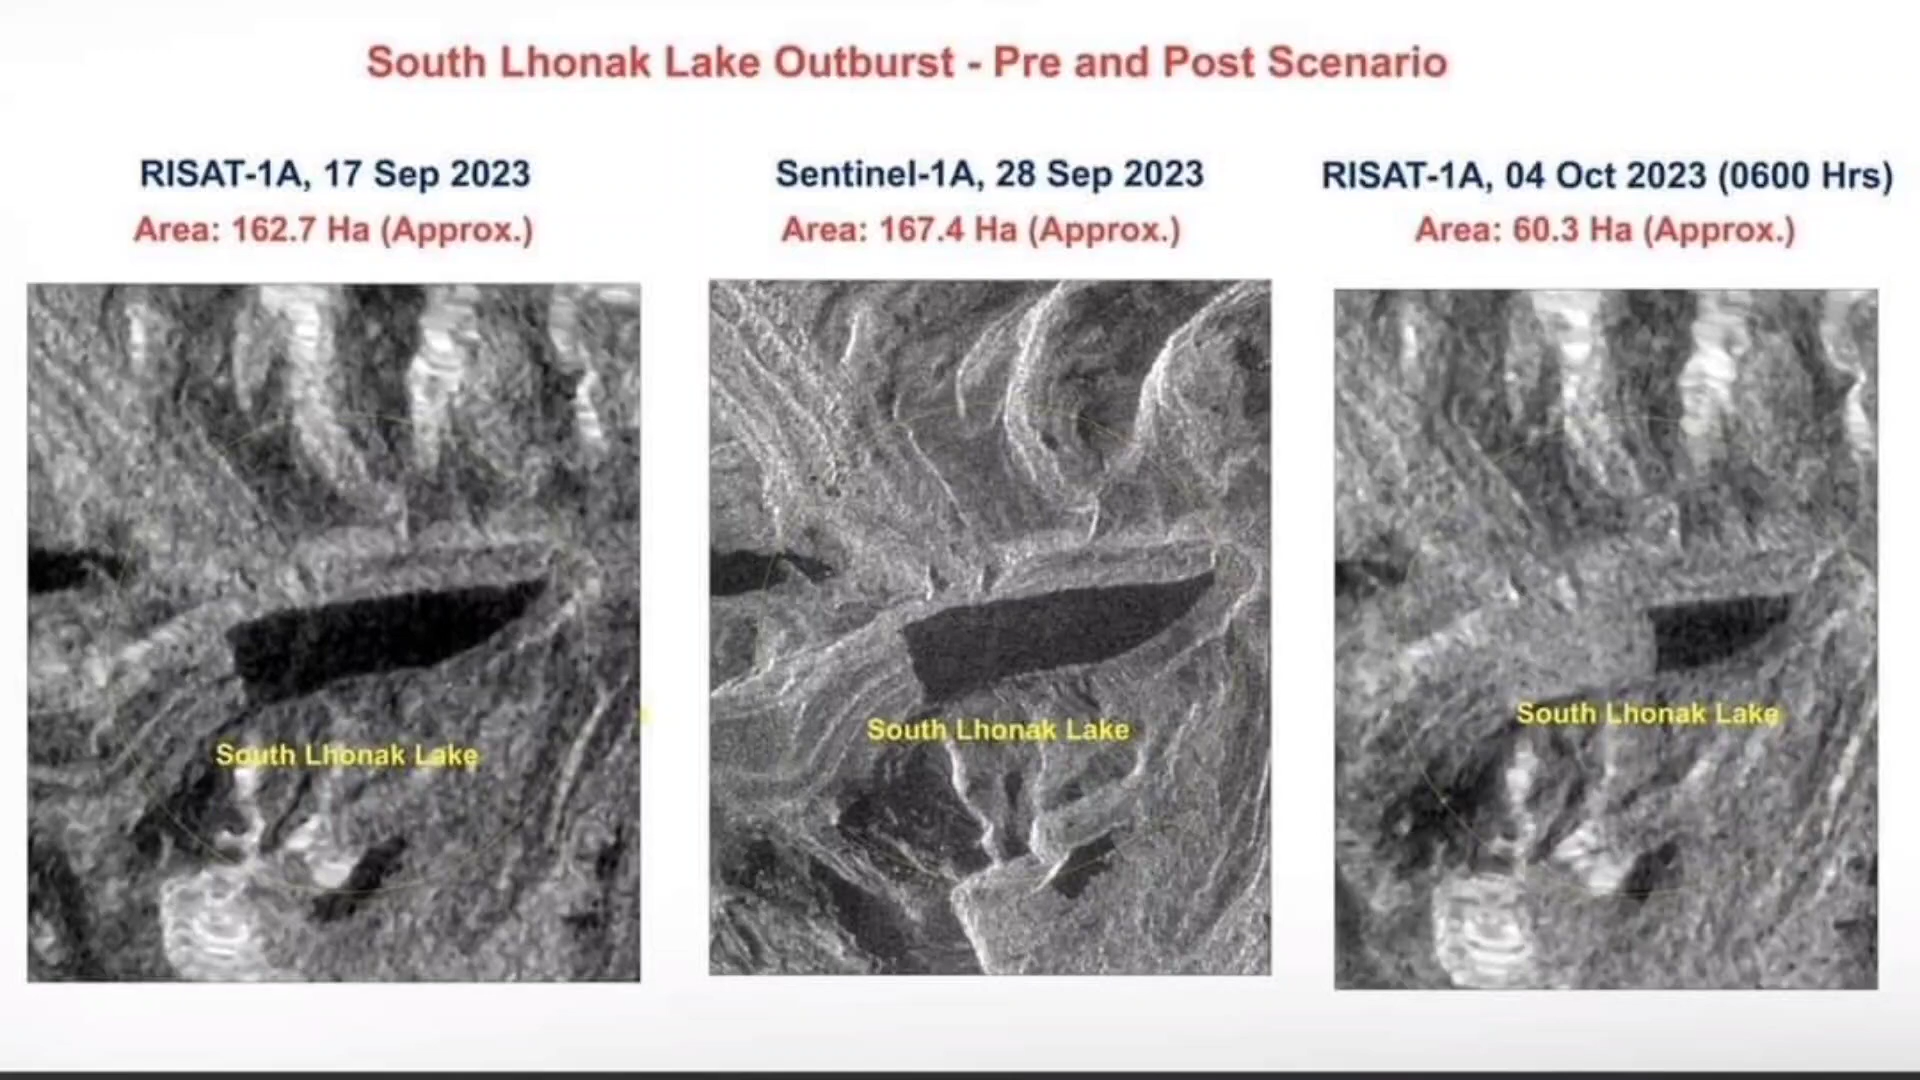 South Lhonak Lake Outburst - Pre and Post Scenario
RISAT-1A, 17 Sep 2023
Area: 162.7 Ha (Approx.)
Sentinel-1A, 28 Sep 2023
Area: 167.4 Ha (Approx.)
RISAT-1A, 04 Oct 2023 (0600 Hrs)
Area: 60.3 Ha (Approx.)
South Lhonak Lake
South Lhonak Lake
South Lhonak Lake